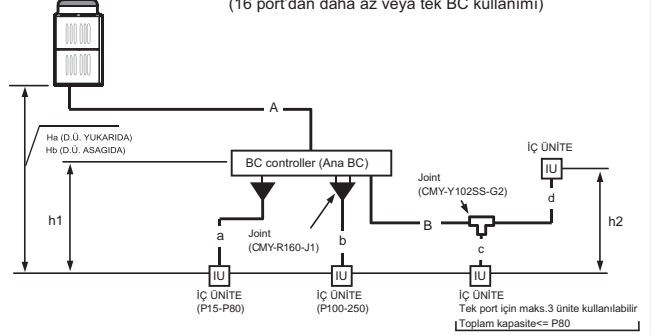 (16 port'dan daha az veya tek BC kullanımı)
A
Ha (D.Ü. YUKARIDA)
Hb (D.Ü. ASAGIDA)
BC controller (Ana BC)
İÇ ÜNİTE
IU
Joint
(CMY-Y102SS-G2)
d
h1
a
Joint
(CMY-R160-J1)
b
B
c
h2
IU
IU
IU
İÇ ÜNİTE
(P15-P80)
İÇ ÜNİTE
(P100-250)
İÇ ÜNİTE
Tek port için maks.3 ünite kullanılabilir
Toplam kapasite<= P80